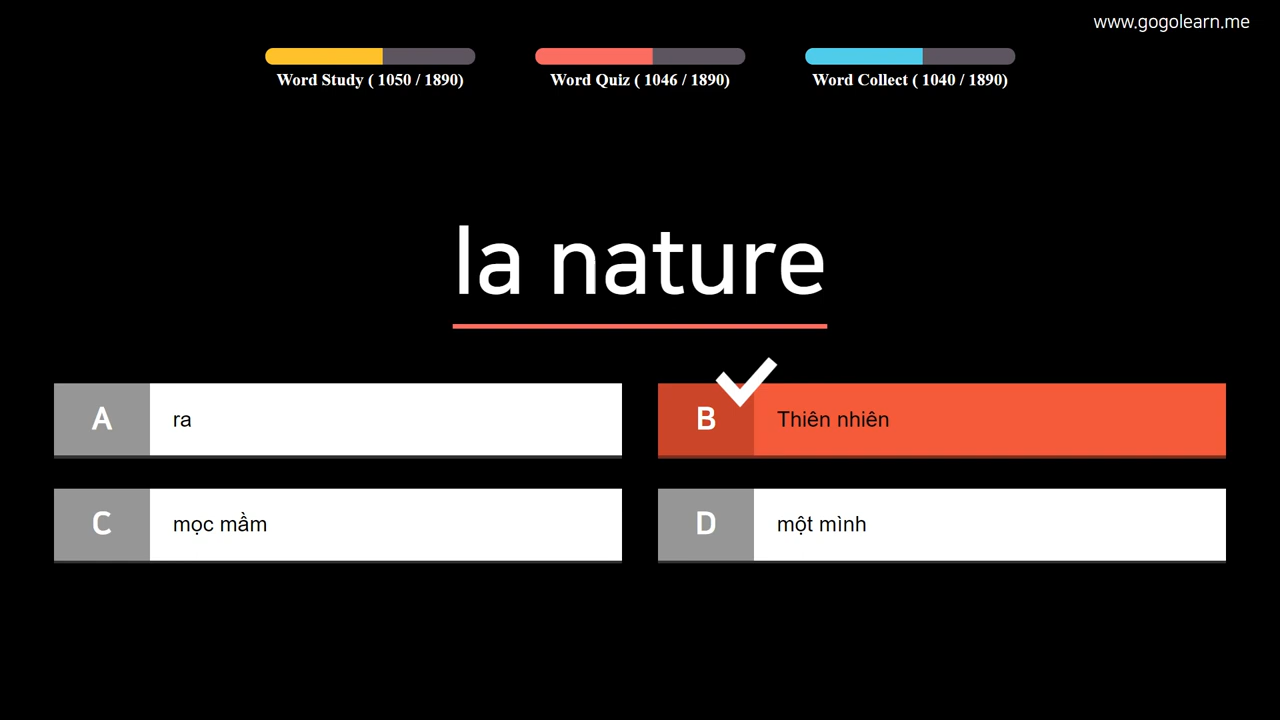 www.gogolearn.me
Word Study ( 1050 / 1890)
Word Quiz ( 1046 / 1890)
Word Collect ( 1040 / 1890)
la nature
A ra
B Thiên nhiên
C mọc mầm
D một mình